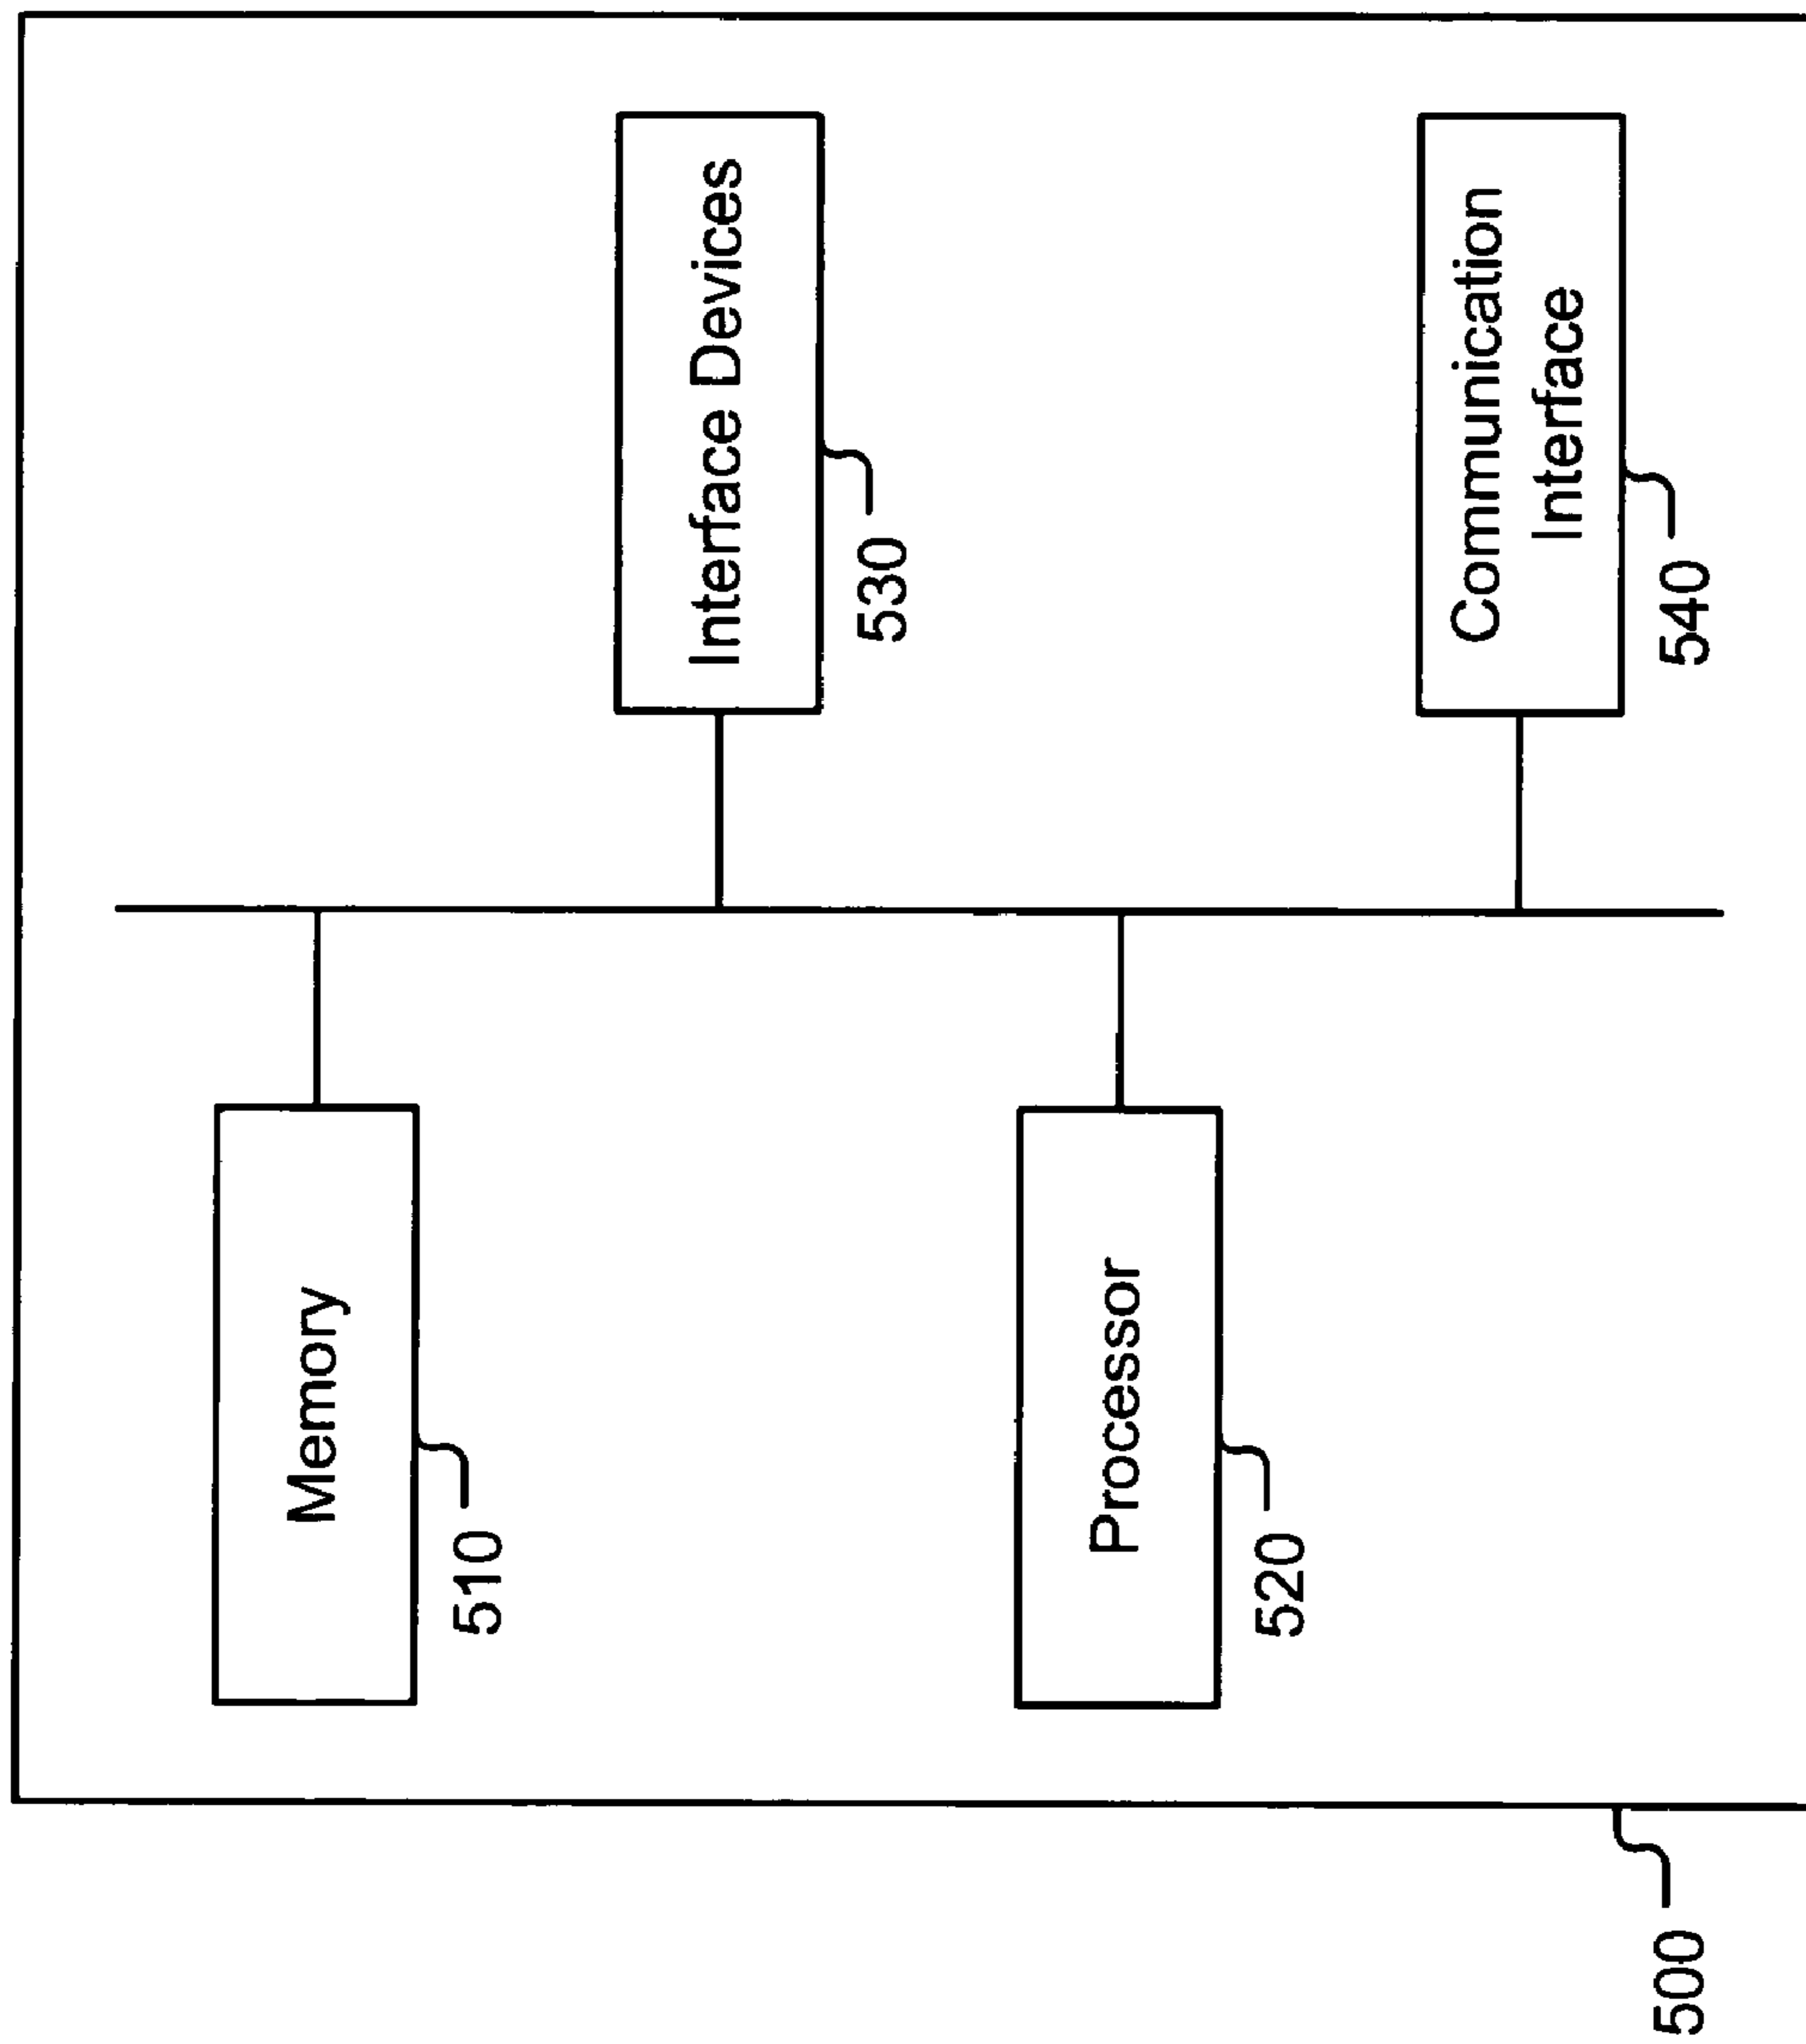 Memory
510
Interface Devices
530
Processor
520
Communication
Interface
540
500